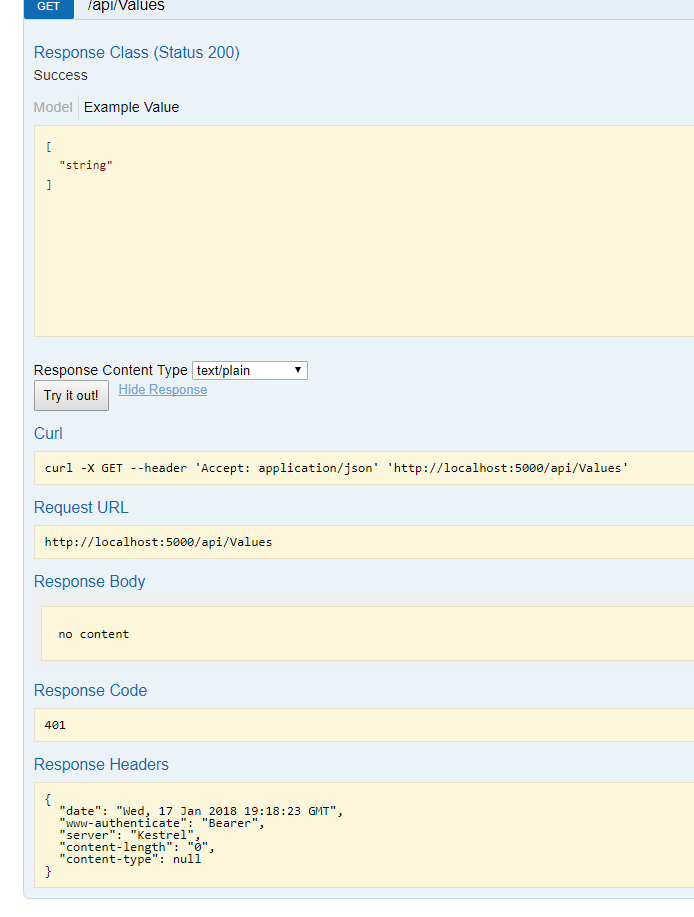 GET /api/Values
Response Class (Status 200)
Success
Model Example Value
[
"string"
]
Response Content Type text/plain
Try it out! Hide Response
Curl
curl -X GET --header 'Accept: application/json' 'http://localhost:5000/api/Values'
Request URL
http://localhost:5000/api/Values
Response Body
no content
Response Code
401
Response Headers
{
"date": "Wed, 17 Jan 2018 19:18:23 GMT",
"www-authenticate": "Bearer",
"server": "Kestrel",
"content-length": "0",
"content-type": null
}